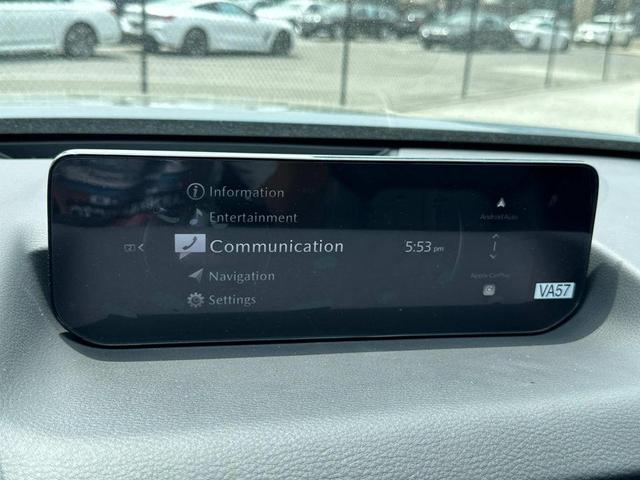 Information
Entertainment
Communication
5:53 pm
Navigation
Settings
Android Auto
Apple CarPlay
VA57